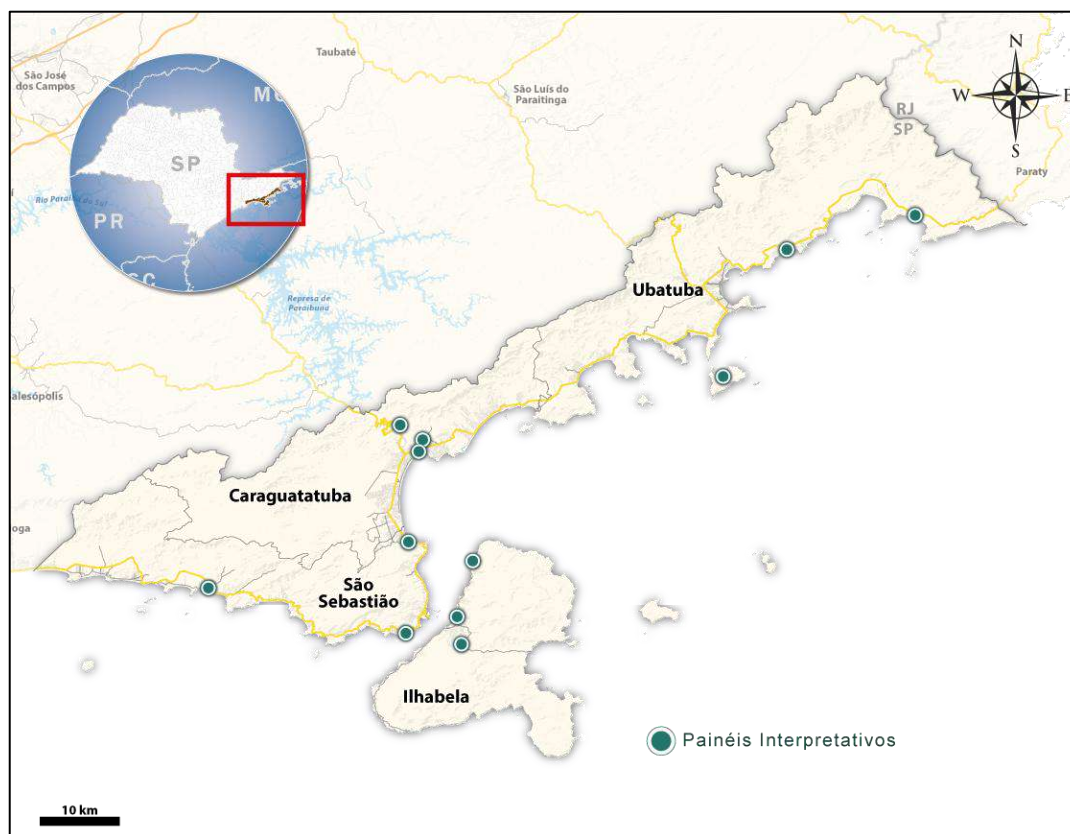 Taubaté
São José
dos Campos
N
MG
São Luís do
Paraitinga
W
E
RJ
SP
SP
S
Paraty
Rio Paraíba do Sul
PR
SC
Ubatuba
Represa de
Paraibuna
alesópolis
Caraguatatuba
oga
São
Sebastião
Ilhabela
Painéis Interpretativos
10 km